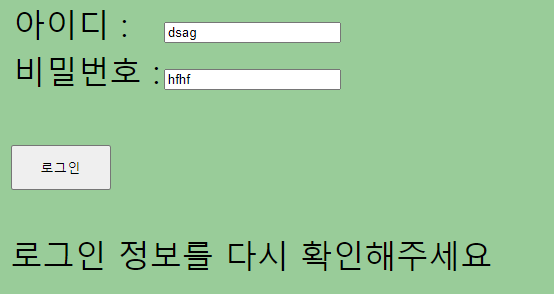 아이디 : dsag
비밀번호 : hfhf
로그인
로그인 정보를 다시 확인해주세요